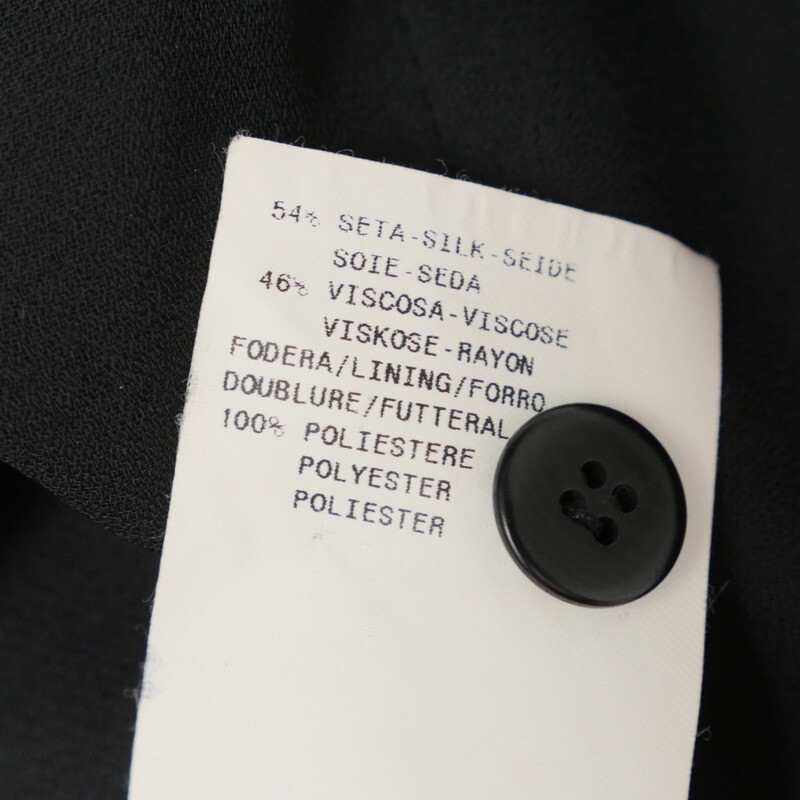 54% SETA-SILK-SEIDE
SOIE-SEDA
46% VISCOSA-VISCOSE
VISKOSE-RAYON
FODERA/LINING/FORRO
DOUBLURE/FUTTERAL
100% POLIESTERE
POLYESTER
POLIESTER